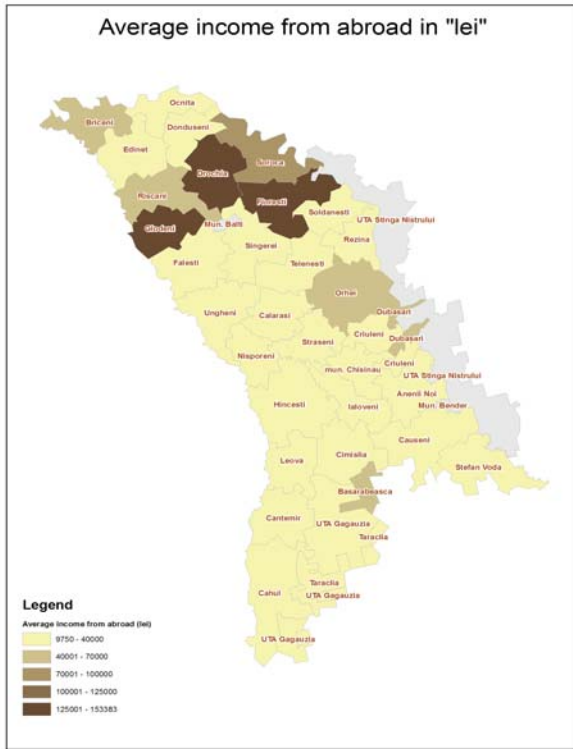 Average income from abroad in "lei"
Ocnita
Briceni
Donduseni
Edinet
Soroca
Drochia
Floresti
Riscani
Soldanesti
UTA Stinga Nistrului
Glodeni
Mun. Balti
Rezina
Singerei
Falesti
Telenesti
Orhei
Dubasari
Ungheni
Calarasi
Criuleni
Dubasari
Straseni
Nisporeni
Criuleni
mun. Chisinau
UTA Stinga Nistrului
Anenii Noi
Hincesti
Ialoveni
Mun. Bender
Causeni
Cimislia
Leova
Stefan Voda
Basarabeasca
Cantemir
UTA Gagauzia
Taraclia
Taraclia
Cahul
UTA Gagauzia
UTA Gagauzia
Legend
Average income from abroad (lei)
9750 - 40000
40001 - 70000
70001 - 100000
100001 - 125000
125001 - 153383